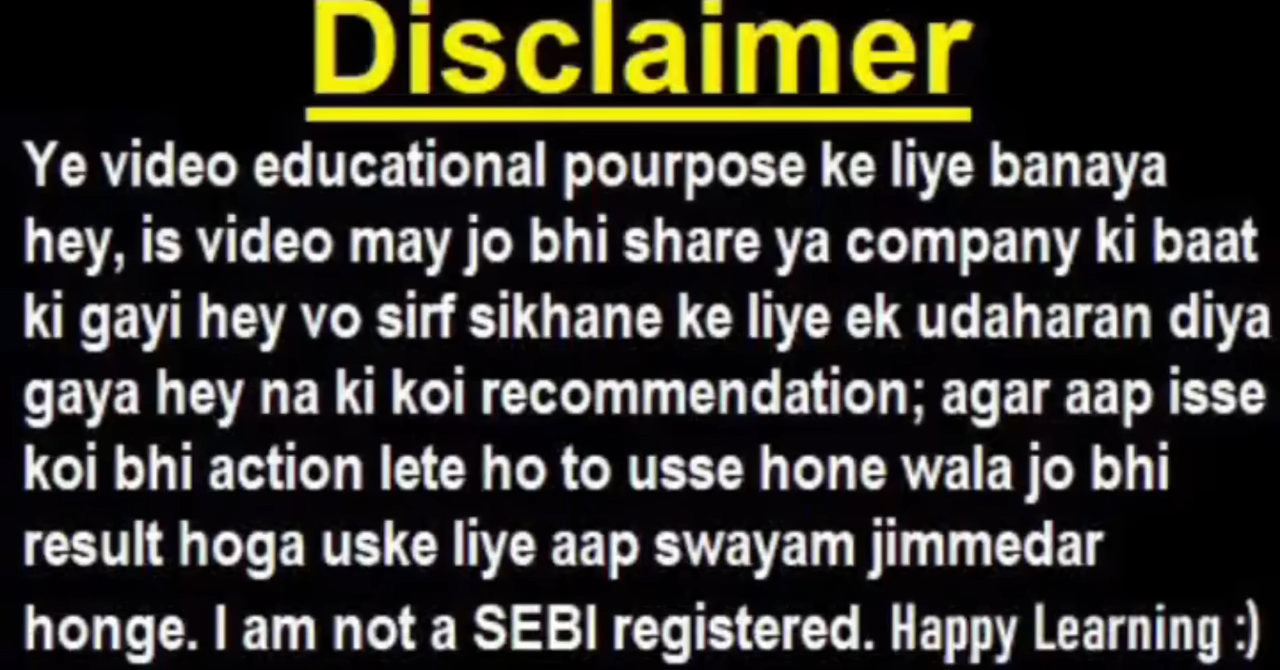 Disclaimer
Ye video educational pourpose ke liye banaya
hey, is video may jo bhi share ya company ki baat
ki gayi hey vo sirf sikhane ke liye ek udaharan diya
gaya hey na ki koi recommendation; agar aap isse
koi bhi action lete ho to usse hone wala jo bhi
result hoga uske liye aap swayam jimmedar
honge. I am not a SEBI registered. Happy Learning :)